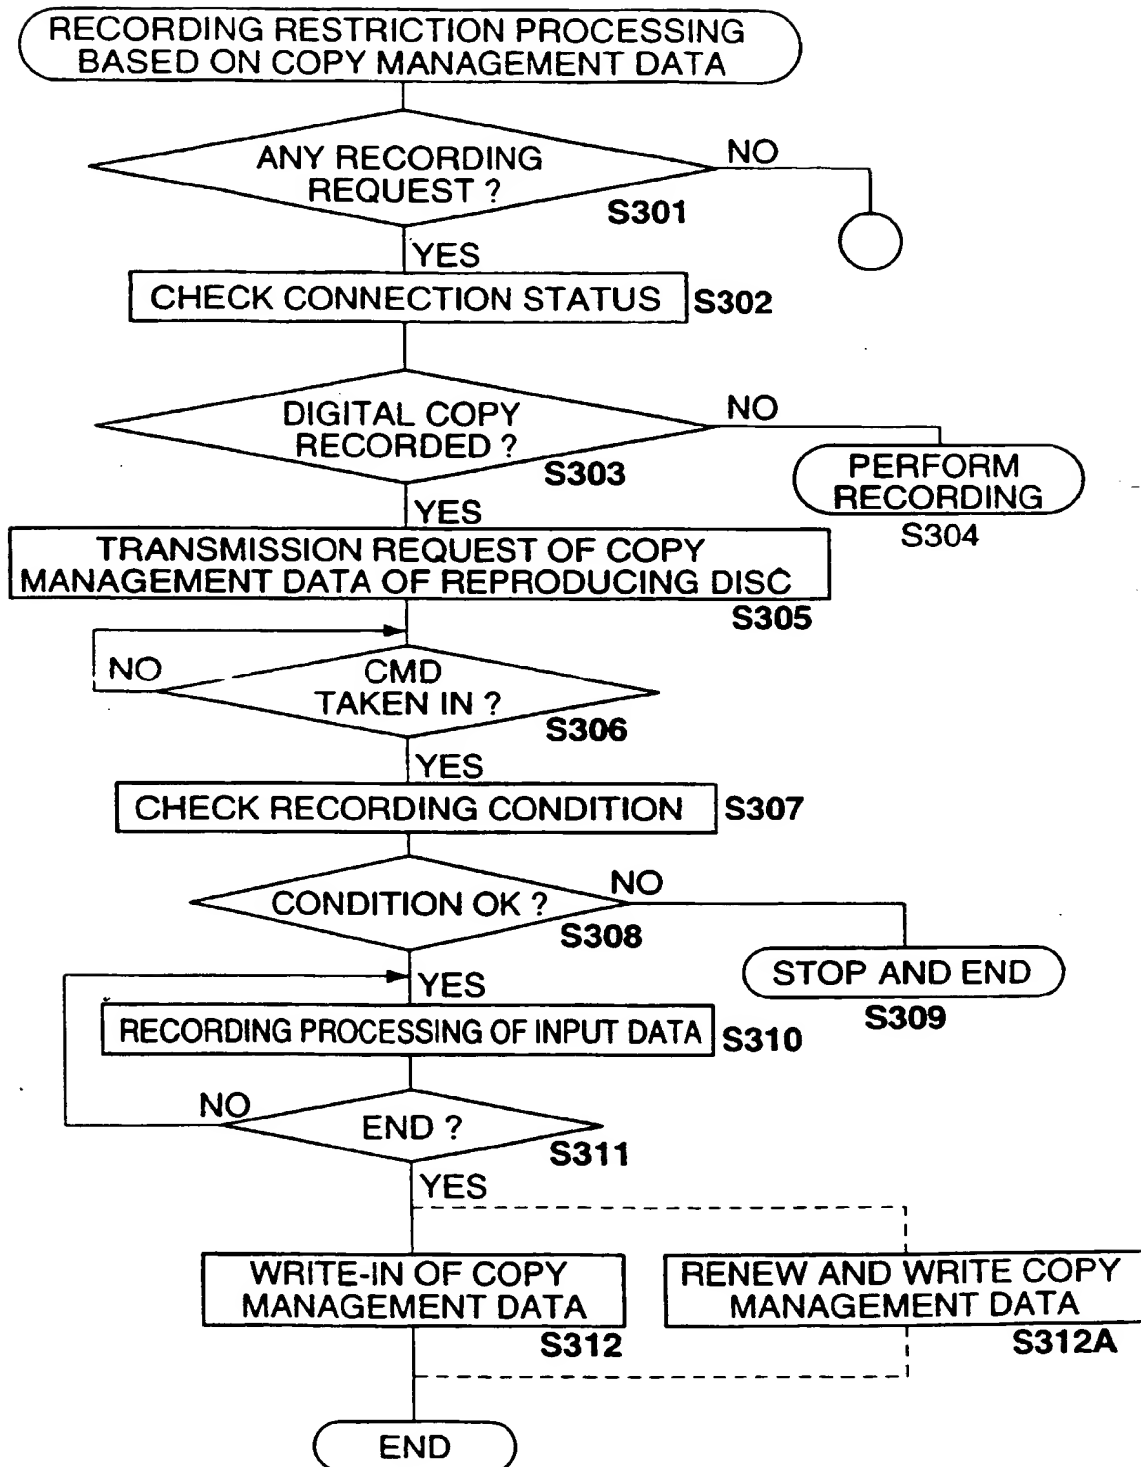 RECORDING RESTRICTION PROCESSING
BASED ON COPY MANAGEMENT DATA
ANY RECORDING
REQUEST ?
S301
NO
YES
CHECK CONNECTION STATUS
S302
DIGITAL COPY
RECORDED ?
S303
NO
PERFORM
RECORDING
S304
YES
TRANSMISSION REQUEST OF COPY
MANAGEMENT DATA OF REPRODUCING DISC
S305
NO
CMD
TAKEN IN ?
S306
YES
CHECK RECORDING CONDITION
S307
CONDITION OK ?
S308
NO
STOP AND END
S309
YES
RECORDING PROCESSING OF INPUT DATA
S310
NO
END ?
S311
YES
WRITE-IN OF COPY
MANAGEMENT DATA
S312
RENEW AND WRITE COPY
MANAGEMENT DATA
S312A
END